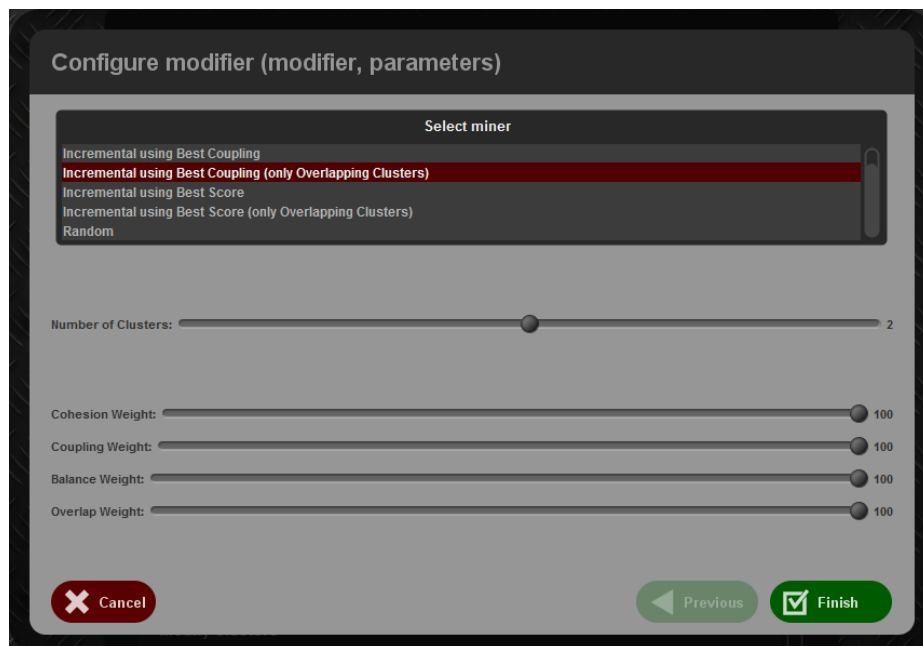 Configure modifier (modifier, parameters)
Select miner
Incremental using Best Coupling
Incremental using Best Coupling (only Overlapping Clusters)
Incremental using Best Score
Incremental using Best Score (only Overlapping Clusters)
Random
Number of Clusters: 2
Cohesion Weight: 100
Coupling Weight: 100
Balance Weight: 100
Overlap Weight: 100
Cancel Previous Finish